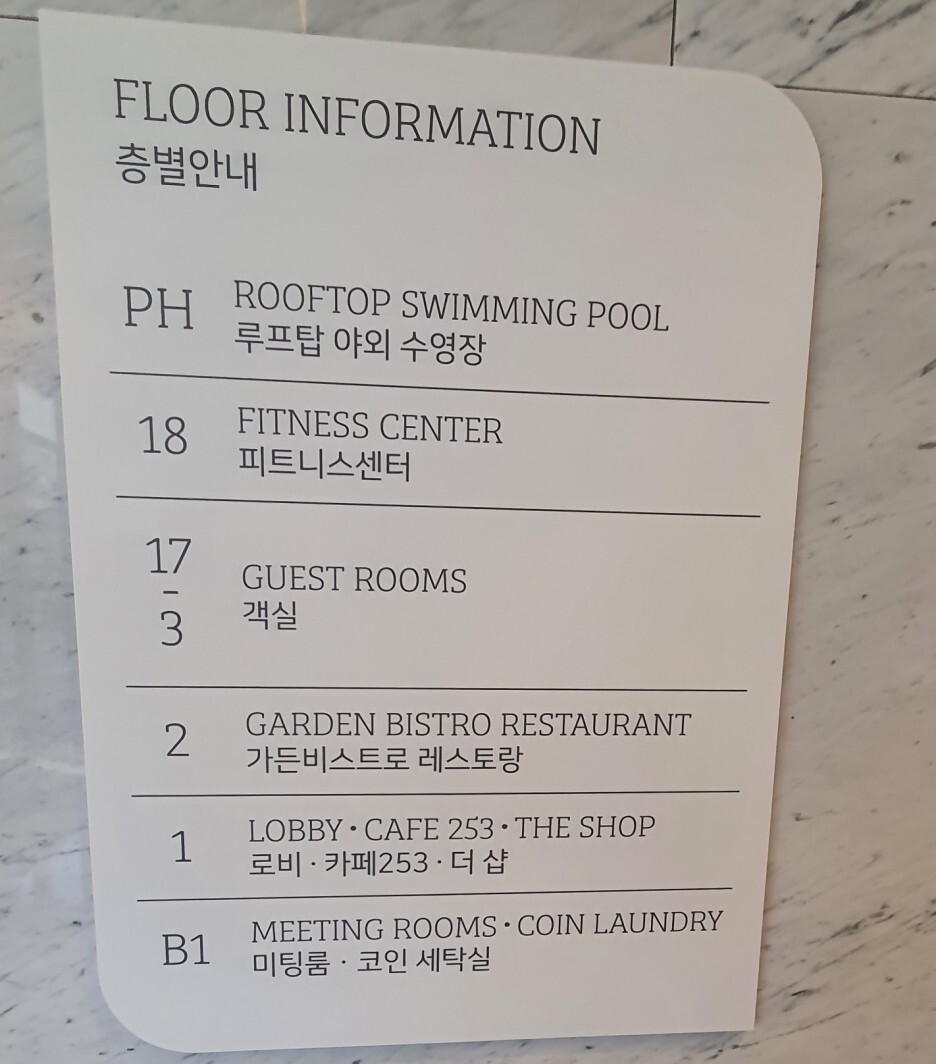 FLOOR INFORMATION
층별안내
PH
ROOFTOP SWIMMING POOL
루프탑 야외 수영장
18
FITNESS CENTER
피트니스센터
17
-
3
GUEST ROOMS
객실
2
GARDEN BISTRO RESTAURANT
가든비스트로 레스토랑
1
LOBBY · CAFE 253 · THE SHOP
로비 · 카페253 · 더 샵
B1
MEETING ROOMS · COIN LAUNDRY
미팅룸 · 코인 세탁실